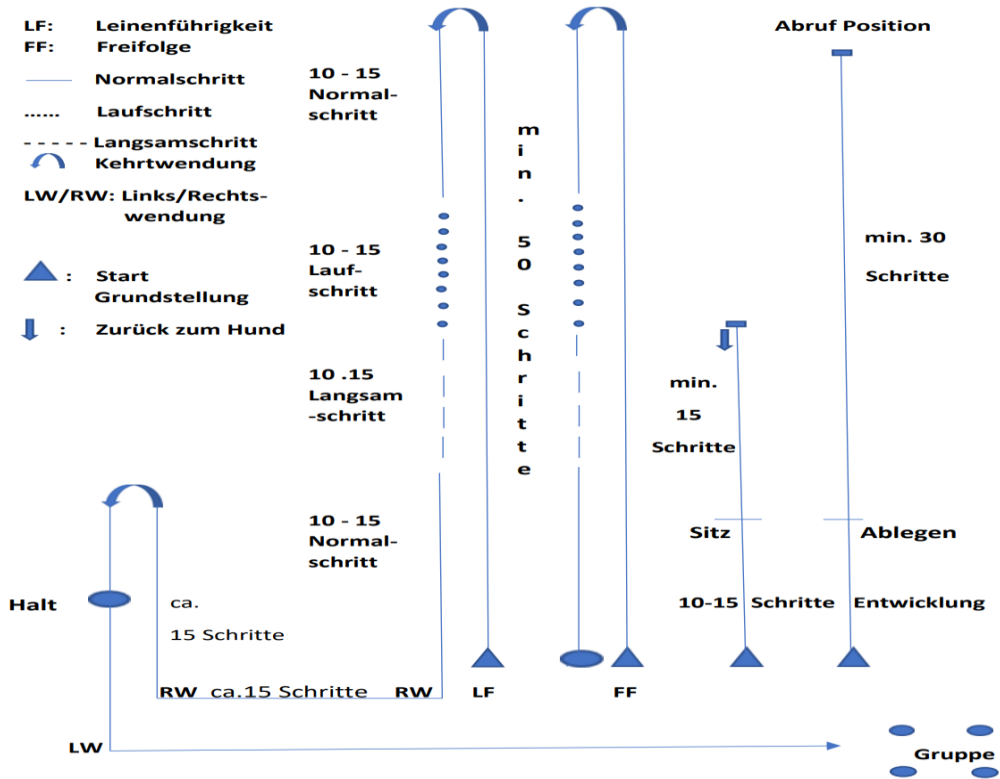 LF: Leinenführigkeit
FF: Freifolge
Normalschritt
...... Laufschritt
- - - - - Langsamschritt
Kehrtwendung
LW/RW: Links/Rechts-
wendung
: Start
Grundstellung
: Zurück zum Hund
10 - 15
Normal-
schritt
10 - 15
Lauf-
schritt
10 .15
Langsam
-schritt
10 - 15
Normal-
schritt
min. 50 Schritte
Abruf Position
min. 30
Schritte
min.
15
Schritte
Sitz
Ablegen
10-15 Schritte Entwicklung
Halt
ca.
15 Schritte
RW ca.15 Schritte RW
LF
FF
LW
Gruppe